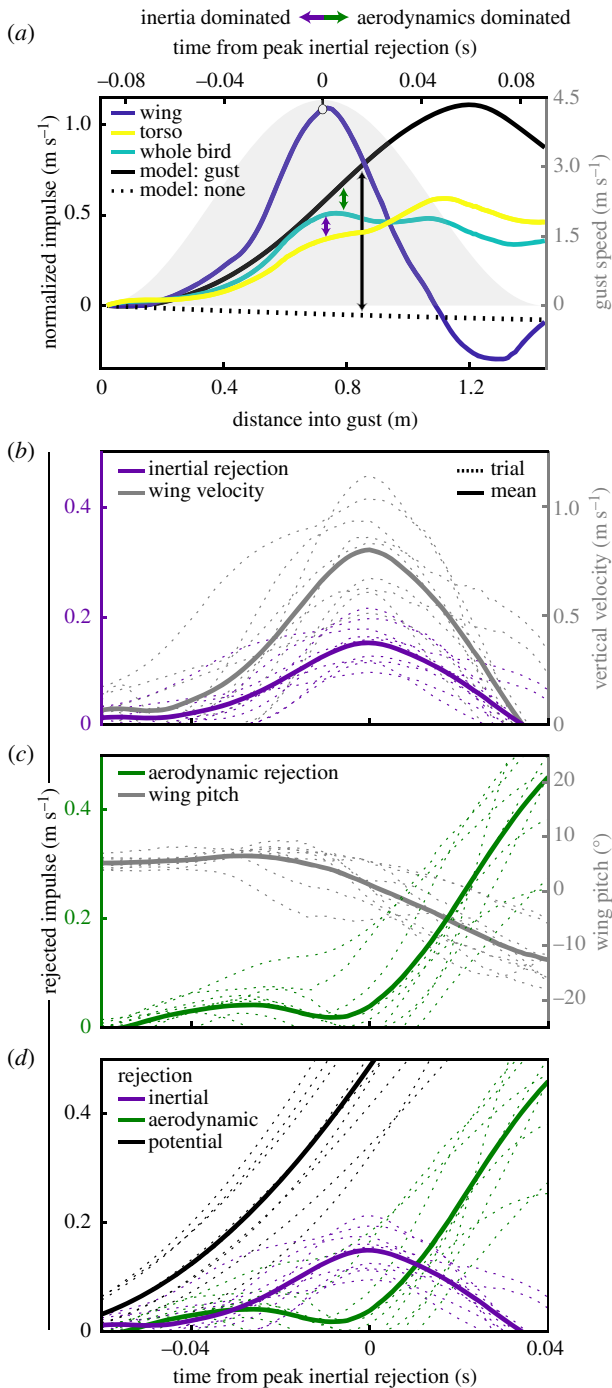 inertia dominated aerodynamics dominated
(a)
time from peak inertial rejection (s)
–0.08 –0.04 0 0.04 0.08
wing
torso
whole bird
model: gust
model: none
normalized impulse (m s⁻¹)
1.0
0.5
0
4.5
3.0
1.5
0
gust speed (m s⁻¹)
0 0.4 0.8 1.2
distance into gust (m)
(b)
inertial rejection
wing velocity
trial
mean
0.4
0.2
0
1.0
0.5
0
vertical velocity (m s⁻¹)
(c)
aerodynamic rejection
wing pitch
rejected impulse (m s⁻¹)
0.4
0.2
0
20
10
0
–10
–20
wing pitch (°)
(d)
rejection
inertial
aerodynamic
potential
0.4
0.2
0
–0.04 0 0.04
time from peak inertial rejection (s)